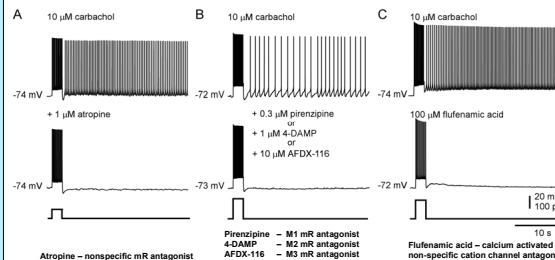 A
10 μM carbachol
-74 mV
+ 1 μM atropine
-74 mV
Atropine – nonspecific mR antagonist
B
10 μM carbachol
-72 mV
+ 0.3 μM pirenzipine
or
+ 1 μM 4-DAMP
or
+ 10 μM AFDX-116
-73 mV
Pirenzipine – M1 mR antagonist
4-DAMP – M2 mR antagonist
AFDX-116 – M3 mR antagonist
C
10 μM carbachol
-74 mV
100 μM flufenamic acid
-72 mV
20 m
100 p
10 s
Flufenamic acid – calcium activated
non-specific cation channel antagon